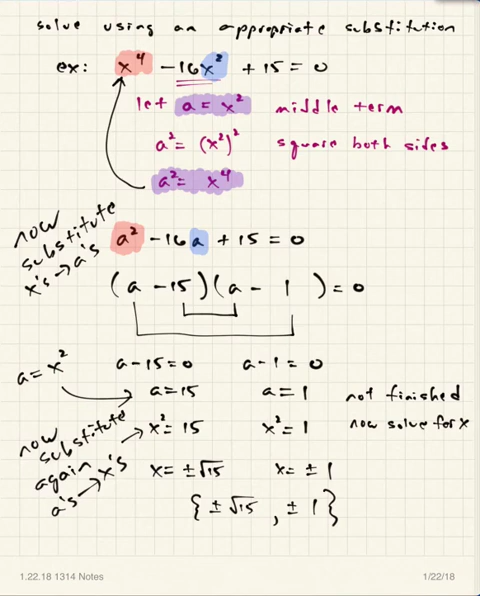 solve using an appropriate substitution
ex: x⁴ - 16x² + 15 = 0
let a = x² middle term
a² = (x²)² square both sides
a² = x⁴
now
substitute
x's → a's
a² - 16a + 15 = 0
(a - 15)(a - 1) = 0
a = x²
a - 15 = 0 a - 1 = 0
a = 15 a = 1 not finished
now
substitute
again
a's → x's
x² = 15 x² = 1 now solve for x
x = ±√15 x = ± 1
{±√15, ± 1}
1.22.18 1314 Notes 1/22/18